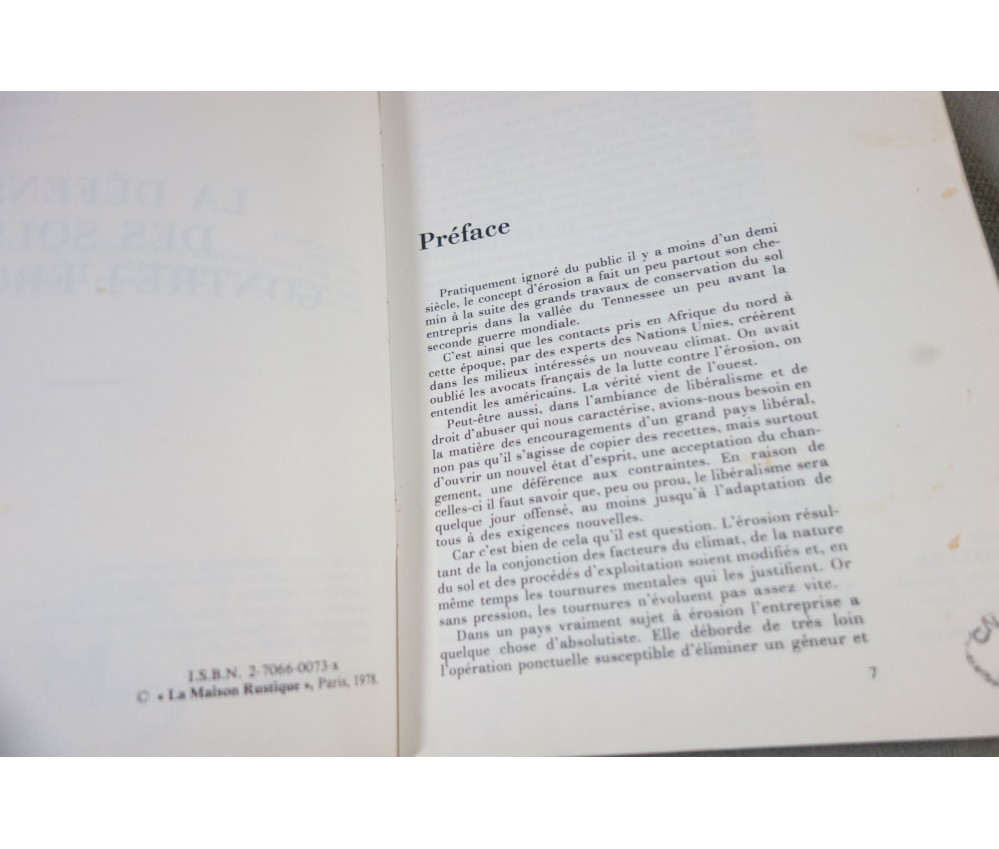 LA DÉFENS
DES SOLS
CONTRE L'ÉRO
I.S.B.N. 2-7066-0073-x
© « La Maison Rustique », Paris, 1978.
Préface
Pratiquement ignoré du public il y a moins d'un demi
siècle, le concept d'érosion a fait un peu partout son che-
min à la suite des grands travaux de conservation du sol
entrepris dans la vallée du Tennessee un peu avant la
seconde guerre mondiale.
C'est ainsi que les contacts pris en Afrique du nord à
cette époque, par des experts des Nations Unies, créèrent
dans les milieux intéressés un nouveau climat. On avait
oublié les avocats français de la lutte contre l'érosion, on
entendit les américains. La vérité vient de l'ouest.
Peut-être aussi, dans l'ambiance de libéralisme et de
droit d'abuser qui nous caractérise, avions-nous besoin en
la matière des encouragements d'un grand pays libéral,
non pas qu'il s'agisse de copier des recettes, mais surtout
d'ouvrir un nouvel état d'esprit, une acceptation du chan-
gement, une déférence aux contraintes. En raison de
celles-ci il faut savoir que, peu ou prou, le libéralisme sera
quelque jour offensé, au moins jusqu'à l'adaptation de
tous à des exigences nouvelles.
Car c'est bien de cela qu'il est question. L'érosion résul-
tant de la conjonction des facteurs du climat, de la nature
du sol et des procédés d'exploitation soient modifiés et, en
même temps les tournures mentales qui les justifient. Or
sans pression, les tournures n'évoluent pas assez vite.
Dans un pays vraiment sujet à érosion l'entreprise a
quelque chose d'absolutiste. Elle déborde de très loin
l'opération ponctuelle susceptible d'éliminer un gêneur et
7